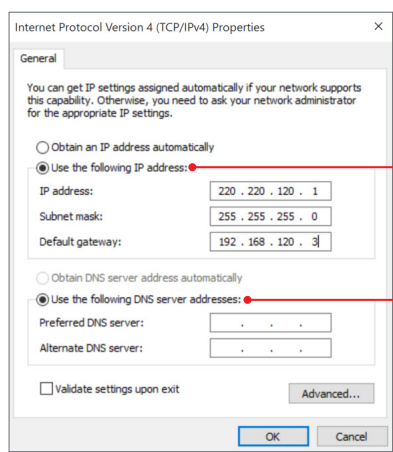 Internet Protocol Version 4 (TCP/IPv4) Properties
General
You can get IP settings assigned automatically if your network supports
this capability. Otherwise, you need to ask your network administrator
for the appropriate IP settings.
Obtain an IP address automatically
Use the following IP address:
IP address: 220 . 220 . 120 . 1
Subnet mask: 255 . 255 . 255 . 0
Default gateway: 192 . 168 . 120 . 3
Obtain DNS server address automatically
Use the following DNS server addresses:
Preferred DNS server: . . .
Alternate DNS server: . . .
Validate settings upon exit
Advanced...
OK Cancel